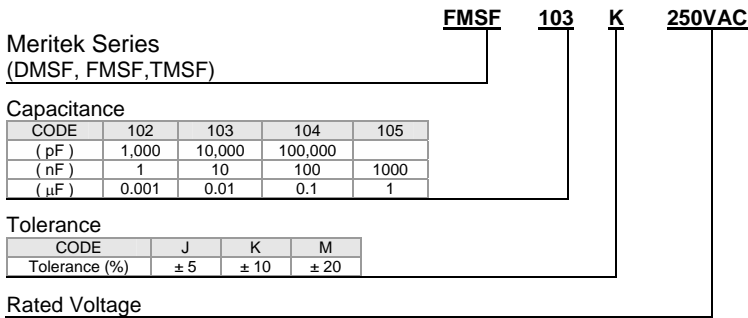 FMSF 103 K 250VAC
Meritek Series
(DMSF, FMSF,TMSF)
Capacitance
CODE 102 103 104 105
( pF ) 1,000 10,000 100,000
( nF ) 1 10 100 1000
( μF ) 0.001 0.01 0.1 1
Tolerance
CODE J K M
Tolerance (%) ± 5 ± 10 ± 20
Rated Voltage